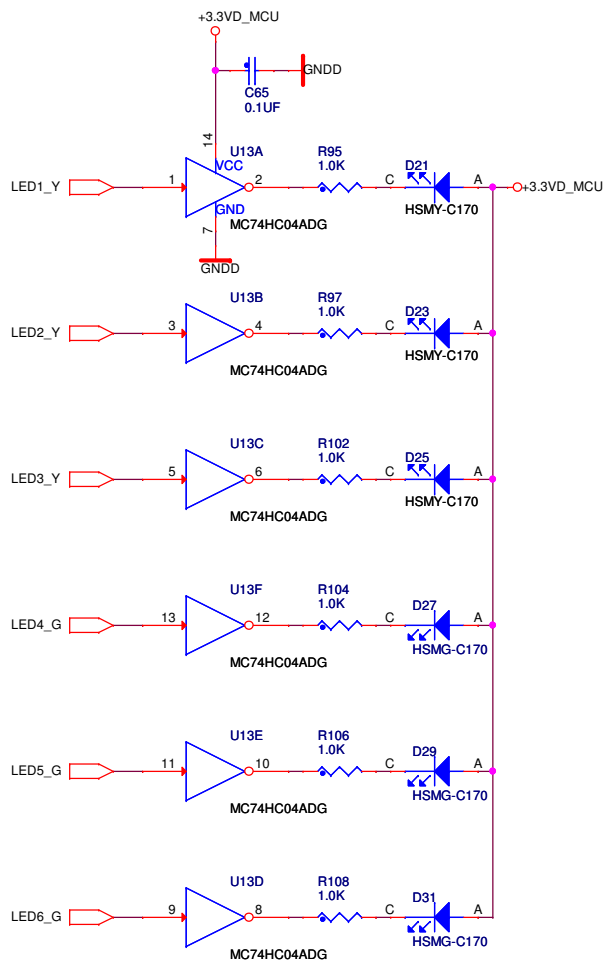 +3.3VD_MCU
GNDD
C65
0.1UF
14
U13A
VCC
R95
1.0K
D21
LED1_Y
1
2
C
A
+3.3VD_MCU
GND
HSMY-C170
7
MC74HC04ADG
GNDD
U13B
R97
1.0K
D23
LED2_Y
3
4
C
A
HSMY-C170
MC74HC04ADG
U13C
R102
1.0K
D25
LED3_Y
5
6
C
A
HSMY-C170
MC74HC04ADG
U13F
R104
1.0K
D27
LED4_G
13
12
C
A
HSMG-C170
MC74HC04ADG
U13E
R106
1.0K
D29
LED5_G
11
10
C
A
HSMG-C170
MC74HC04ADG
U13D
R108
1.0K
D31
LED6_G
9
8
C
A
HSMG-C170
MC74HC04ADG